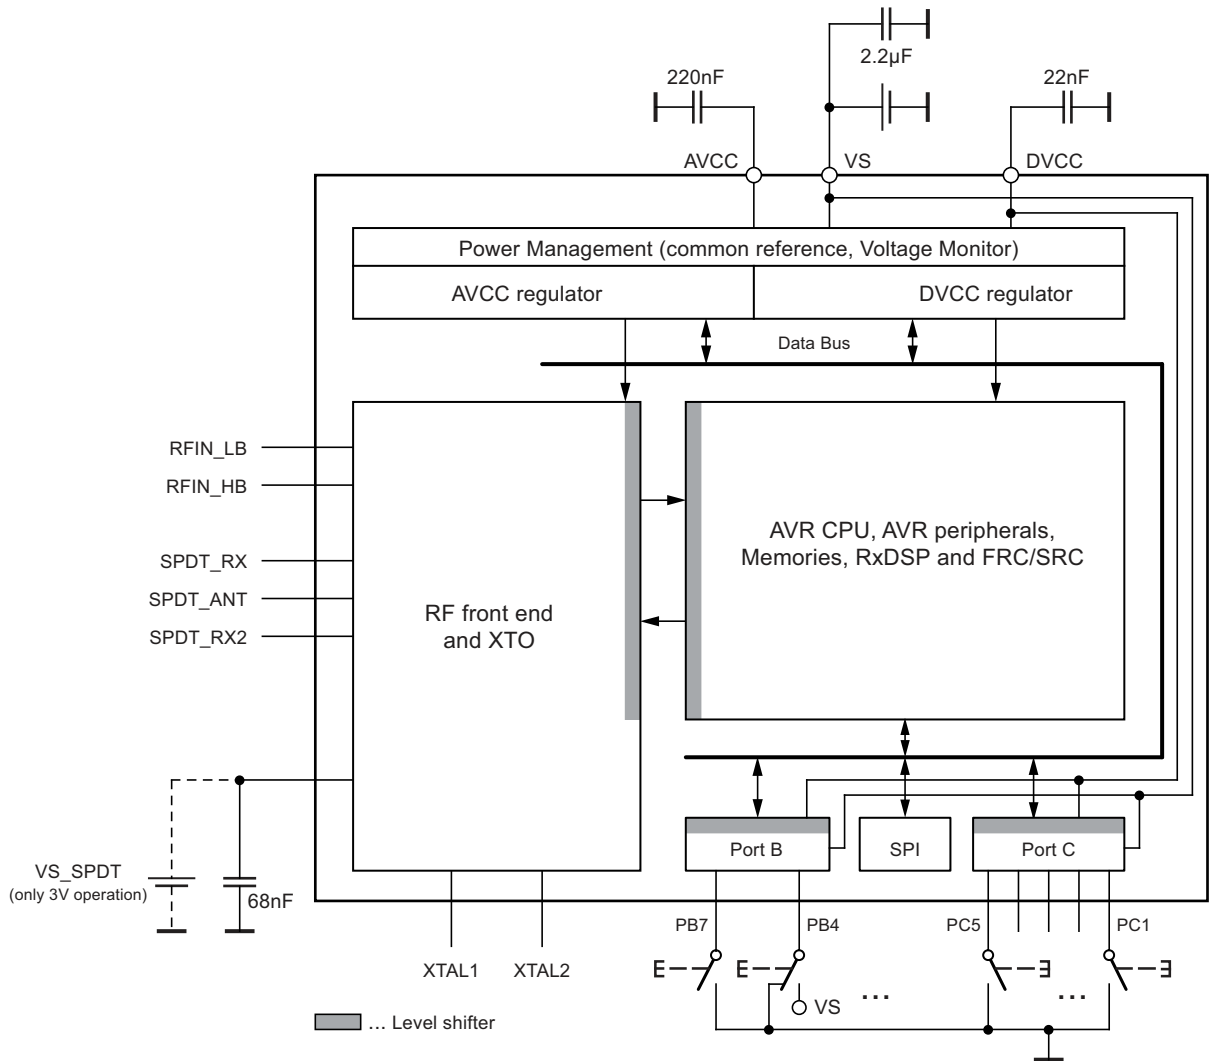 2.2µF
220nF
22nF
AVCC
VS
DVCC
Power Management (common reference, Voltage Monitor)
AVCC regulator
DVCC regulator
Data Bus
RFIN_LB
RFIN_HB
SPDT_RX
SPDT_ANT
SPDT_RX2
AVR CPU, AVR peripherals,
Memories, RxDSP and FRC/SRC
RF front end
and XTO
Port B
SPI
Port C
VS_SPDT
(only 3V operation)
68nF
PB7
PB4
PC5
PC1
XTAL1
XTAL2
VS
...
...
... Level shifter